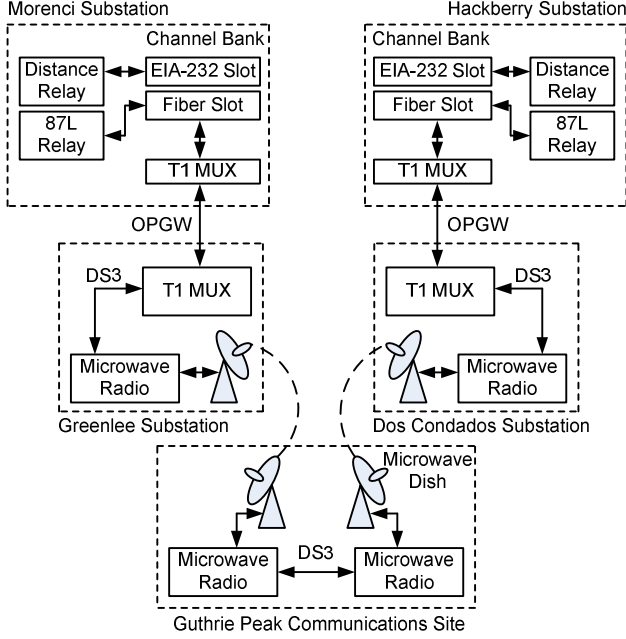 Morenci Substation
Hackberry Substation
Channel Bank
Distance
Relay
EIA-232 Slot
87L
Relay
Fiber Slot
T1 MUX
Channel Bank
EIA-232 Slot
Distance
Relay
Fiber Slot
87L
Relay
T1 MUX
OPGW
OPGW
DS3
T1 MUX
Microwave
Radio
Greenlee Substation
T1 MUX
DS3
Microwave
Radio
Dos Condados Substation
Microwave
Dish
Microwave
Radio
DS3
Microwave
Radio
Guthrie Peak Communications Site